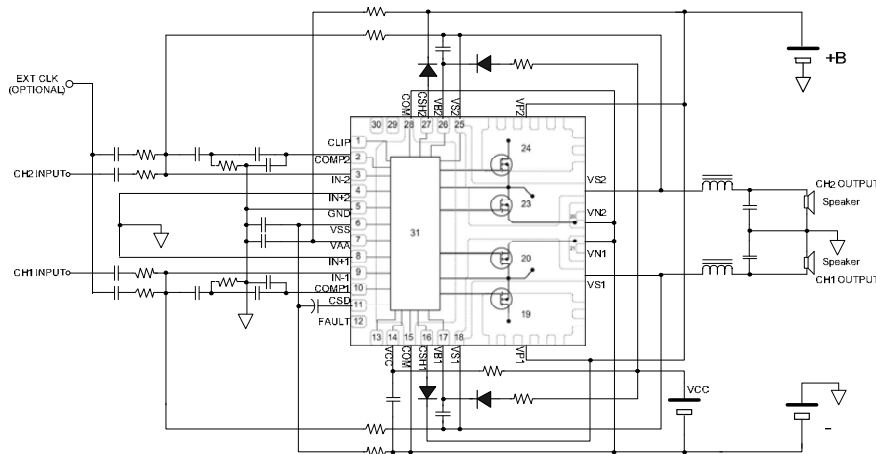 +B
EXT CLK
(OPTIONAL)
COM
CSH2
VB2
VS2
VP2
30
29
28
27
26
25
CLIP
1
24
COMP2
2
CH2 INPUT
IN-2
3
VS2
CH2 OUTPUT
IN+2
4
23
Speaker
GND
5
VN2
VSS
6
31
VAA
7
VN1
IN+1
8
20
Speaker
CH1 INPUT
IN-1
9
VS1
CH1 OUTPUT
COMP1
10
CSD
11
19
FAULT
12
13
14
15
16
17
18
VCC
COM
CSH1
VB1
VS1
VP1
VCC
-